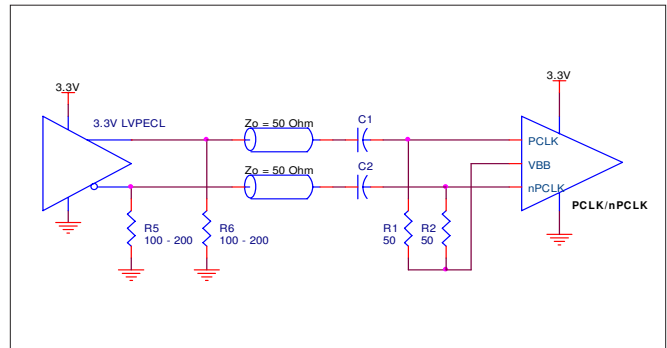 3.3V
3.3V
3.3V LVPECL
Zo = 50 Ohm
C1
PCLK
VBB
C2
Zo = 50 Ohm
nPCLK
PCLK/nPCLK
R5
100 - 200
R6
100 - 200
R1
50
R2
50